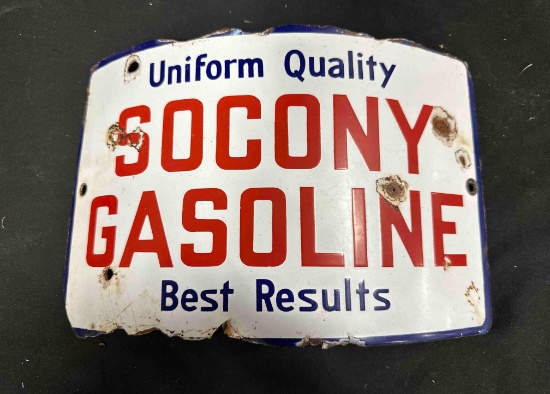 Uniform Quality
SOCONY
GASOLINE
Best Results